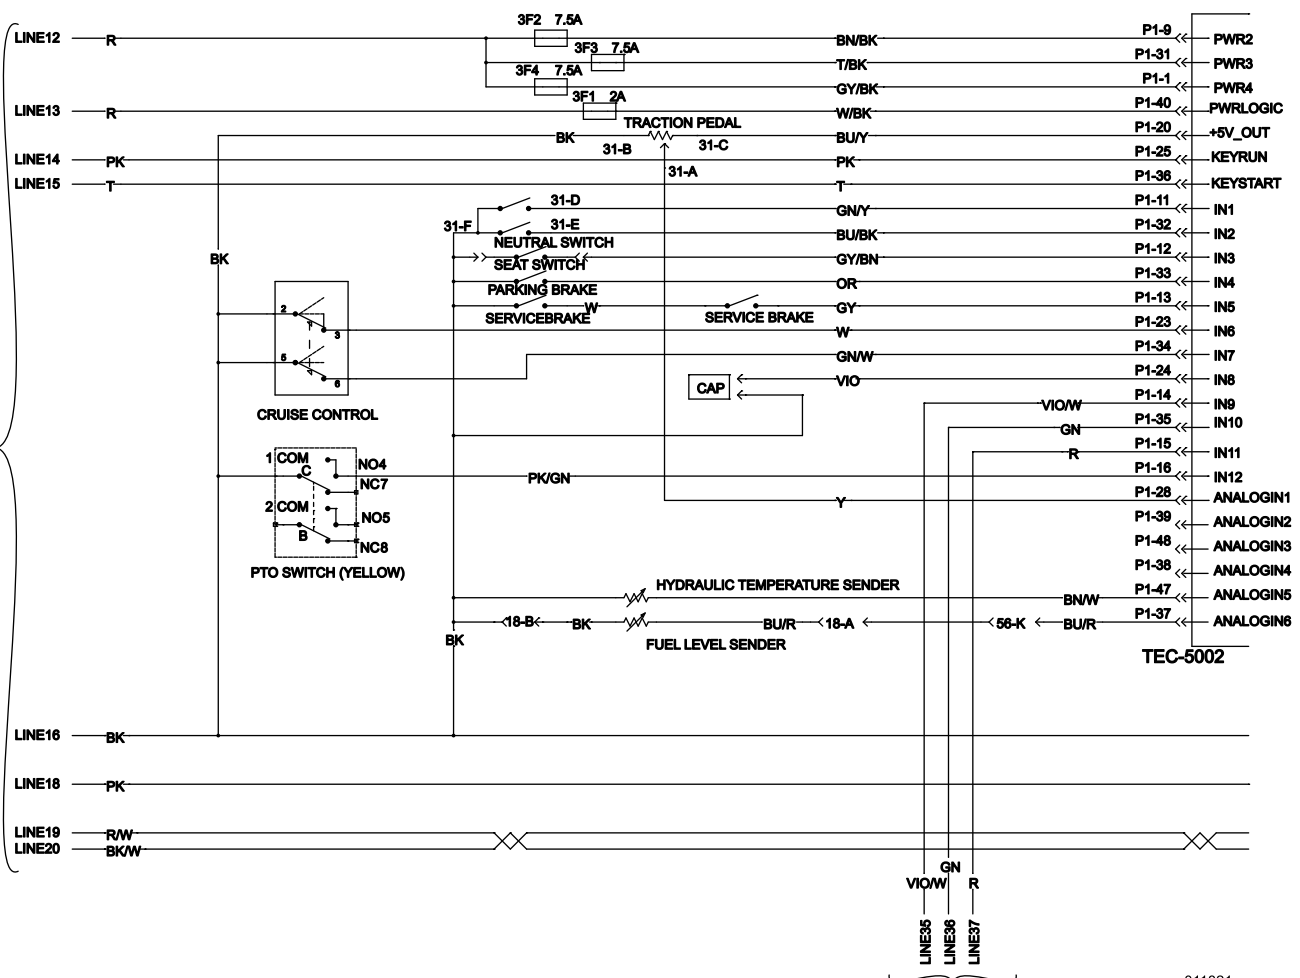 3F2 7.5A
LINE12 R BN/BK P1-9 PWR2
3F3 7.5A
T/BK P1-31 PWR3
3F4 7.5A
GY/BK P1-1 PWR4
3F1 2A
LINE13 R W/BK P1-40 PWRLOGIC
TRACTION PEDAL
BK BU/Y P1-20 +5V_OUT
31-B 31-C
LINE14 PK PK P1-25 KEYRUN
31-A
LINE15 T T P1-36 KEYSTART
31-D GN/Y P1-11 IN1
31-F 31-E BU/BK P1-32 IN2
NEUTRAL SWITCH
BK GY/BN P1-12 IN3
SEAT SWITCH
OR P1-33 IN4
PARKING BRAKE
W GY P1-13 IN5
SERVICEBRAKE SERVICE BRAKE
2
3 W P1-23 IN6
5 GN/W P1-34 IN7
6 VIO P1-24 IN8
CAP
VIO/W P1-14 IN9
CRUISE CONTROL
GN P1-35 IN10
R P1-15 IN11
1 COM NO4
C PK/GN P1-16 IN12
NC7
Y P1-28 ANALOGIN1
2 COM NO5
P1-39 ANALOGIN2
B NC8
P1-48 ANALOGIN3
PTO SWITCH (YELLOW)
P1-38 ANALOGIN4
HYDRAULIC TEMPERATURE SENDER
BN/W P1-47 ANALOGIN5
18-B BK BU/R 18-A 56-K BU/R P1-37 ANALOGIN6
BK FUEL LEVEL SENDER
TEC-5002
LINE16 BK
LINE18 PK
LINE19 R/W
LINE20 BK/W
GN
VIO/W R
LINE35
LINE36
LINE37